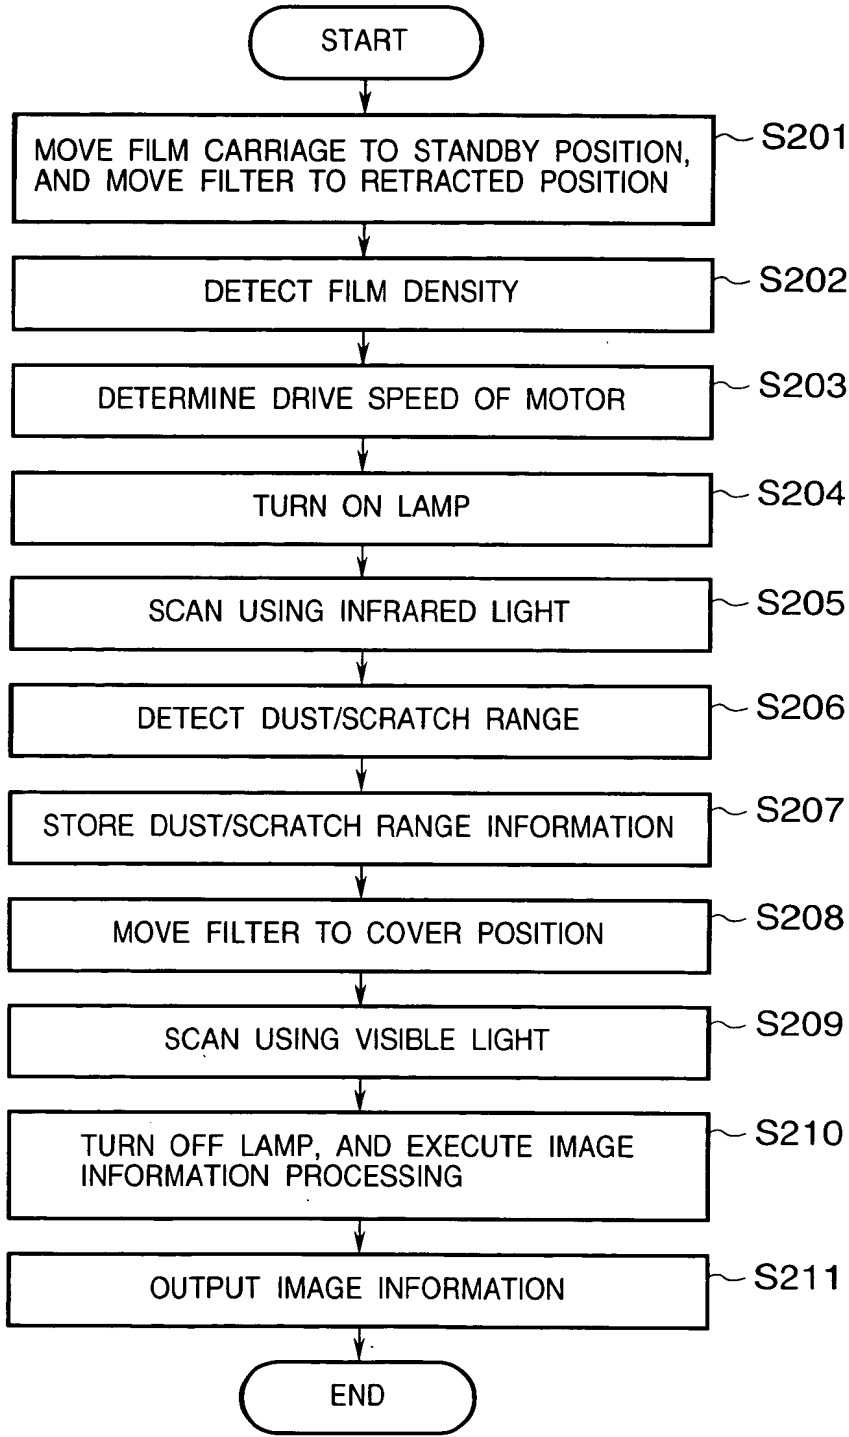 START
MOVE FILM CARRIAGE TO STANDBY POSITION,
AND MOVE FILTER TO RETRACTED POSITION
S201
DETECT FILM DENSITY
S202
DETERMINE DRIVE SPEED OF MOTOR
S203
TURN ON LAMP
S204
SCAN USING INFRARED LIGHT
S205
DETECT DUST/SCRATCH RANGE
S206
STORE DUST/SCRATCH RANGE INFORMATION
S207
MOVE FILTER TO COVER POSITION
S208
SCAN USING VISIBLE LIGHT
S209
TURN OFF LAMP, AND EXECUTE IMAGE
INFORMATION PROCESSING
S210
OUTPUT IMAGE INFORMATION
S211
END